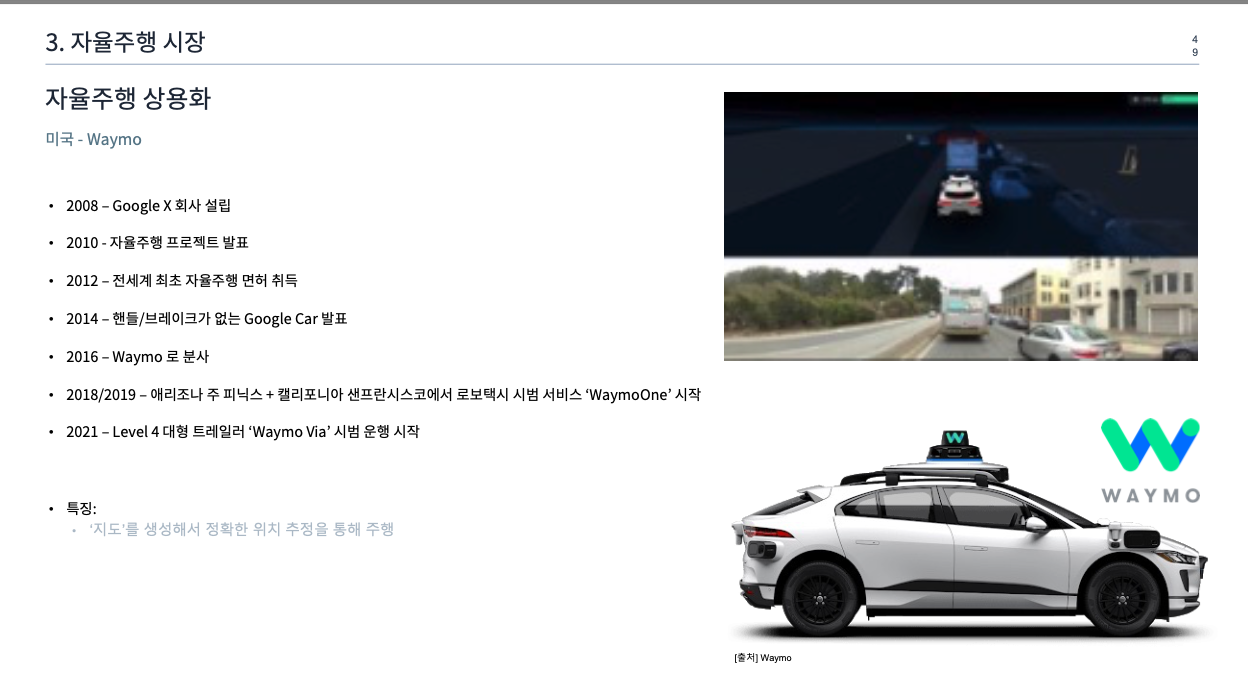 3. 자율주행 시장
4
9
자율주행 상용화
미국 - Waymo
• 2008 – Google X 회사 설립
• 2010 - 자율주행 프로젝트 발표
• 2012 – 전세계 최초 자율주행 면허 취득
• 2014 – 핸들/브레이크가 없는 Google Car 발표
• 2016 – Waymo 로 분사
• 2018/2019 – 애리조나 주 피닉스 + 캘리포니아 샌프란시스코에서 로보택시 시범 서비스 ‘WaymoOne’ 시작
• 2021 – Level 4 대형 트레일러 ‘Waymo Via’ 시범 운행 시작
• 특징:
• ‘지도’를 생성해서 정확한 위치 추정을 통해 주행
WAYMO
[출처] Waymo